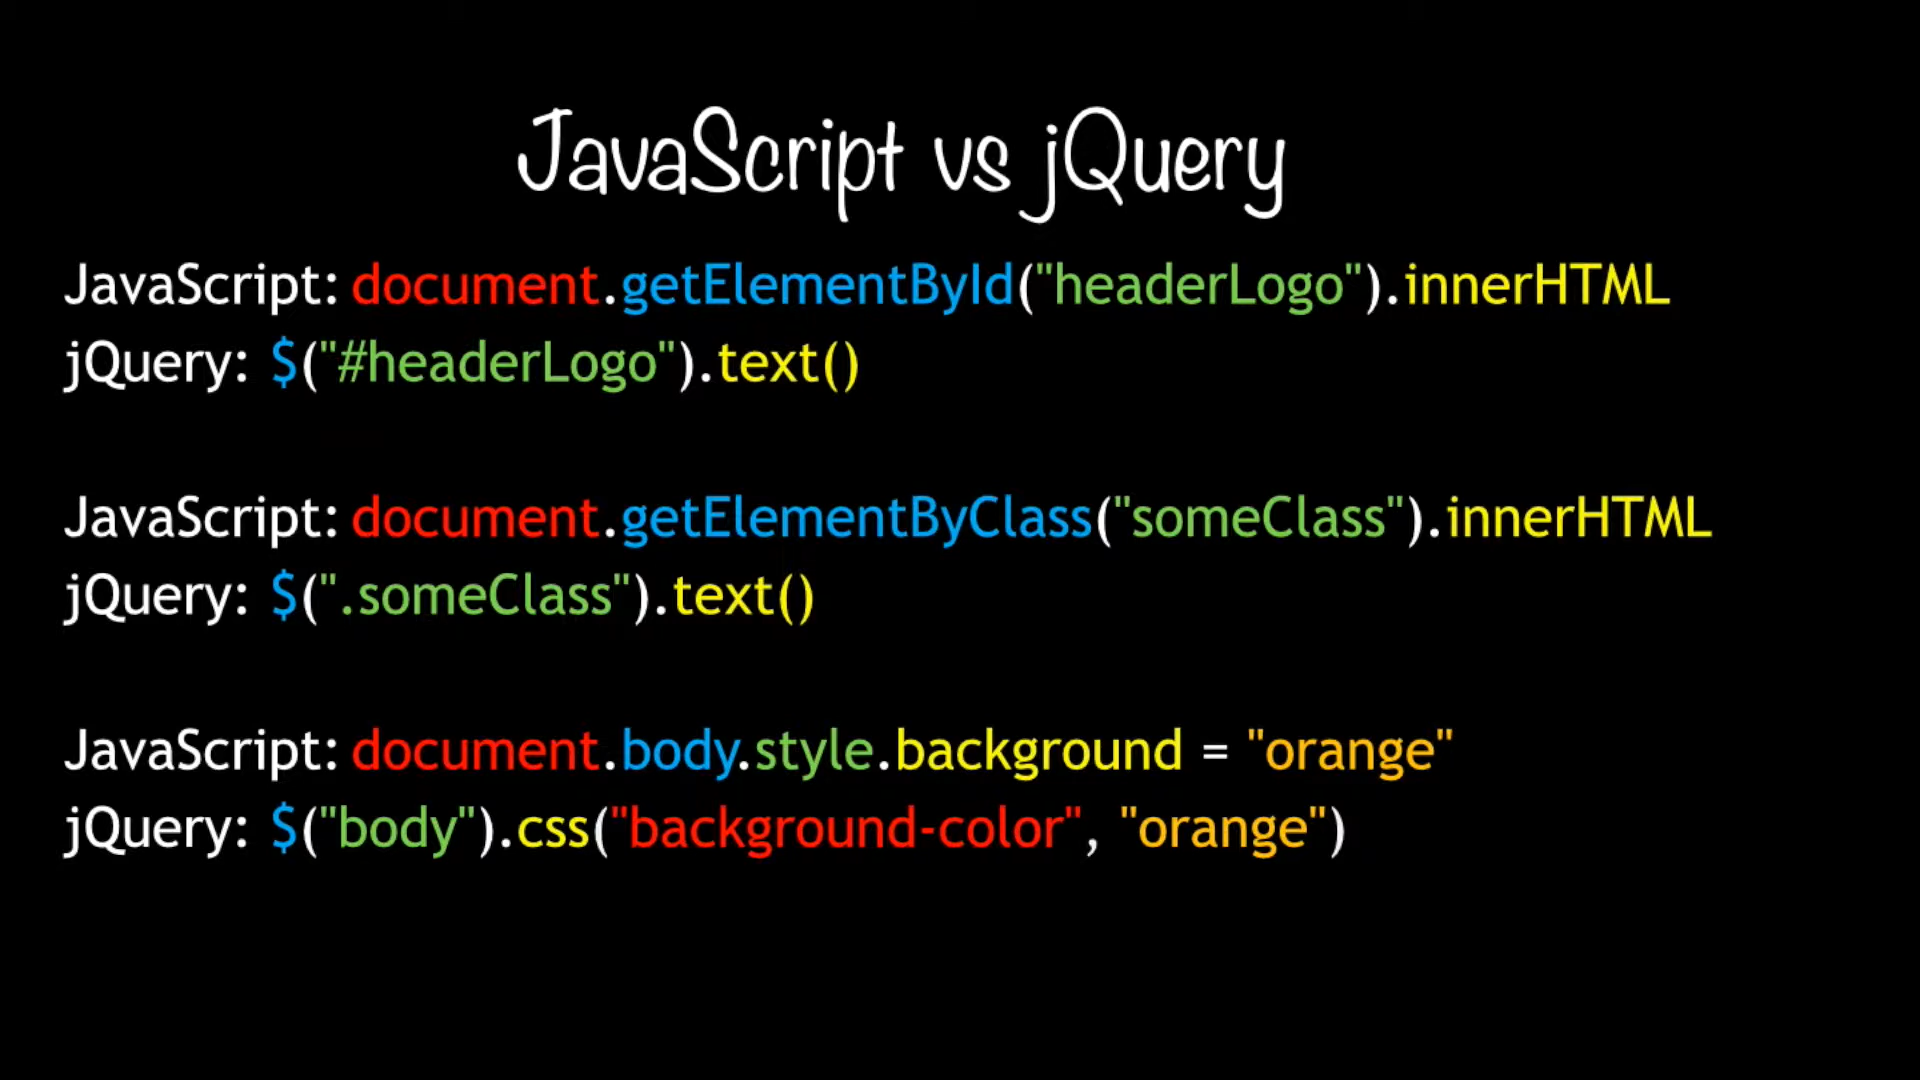 JavaScript vs jQuery
JavaScript: document.getElementById("headerLogo").innerHTML
jQuery: $("#headerLogo").text()
JavaScript: document.getElementByClass("someClass").innerHTML
jQuery: $(".someClass").text()
JavaScript: document.body.style.background = "orange"
jQuery: $("body").css("background-color", "orange")